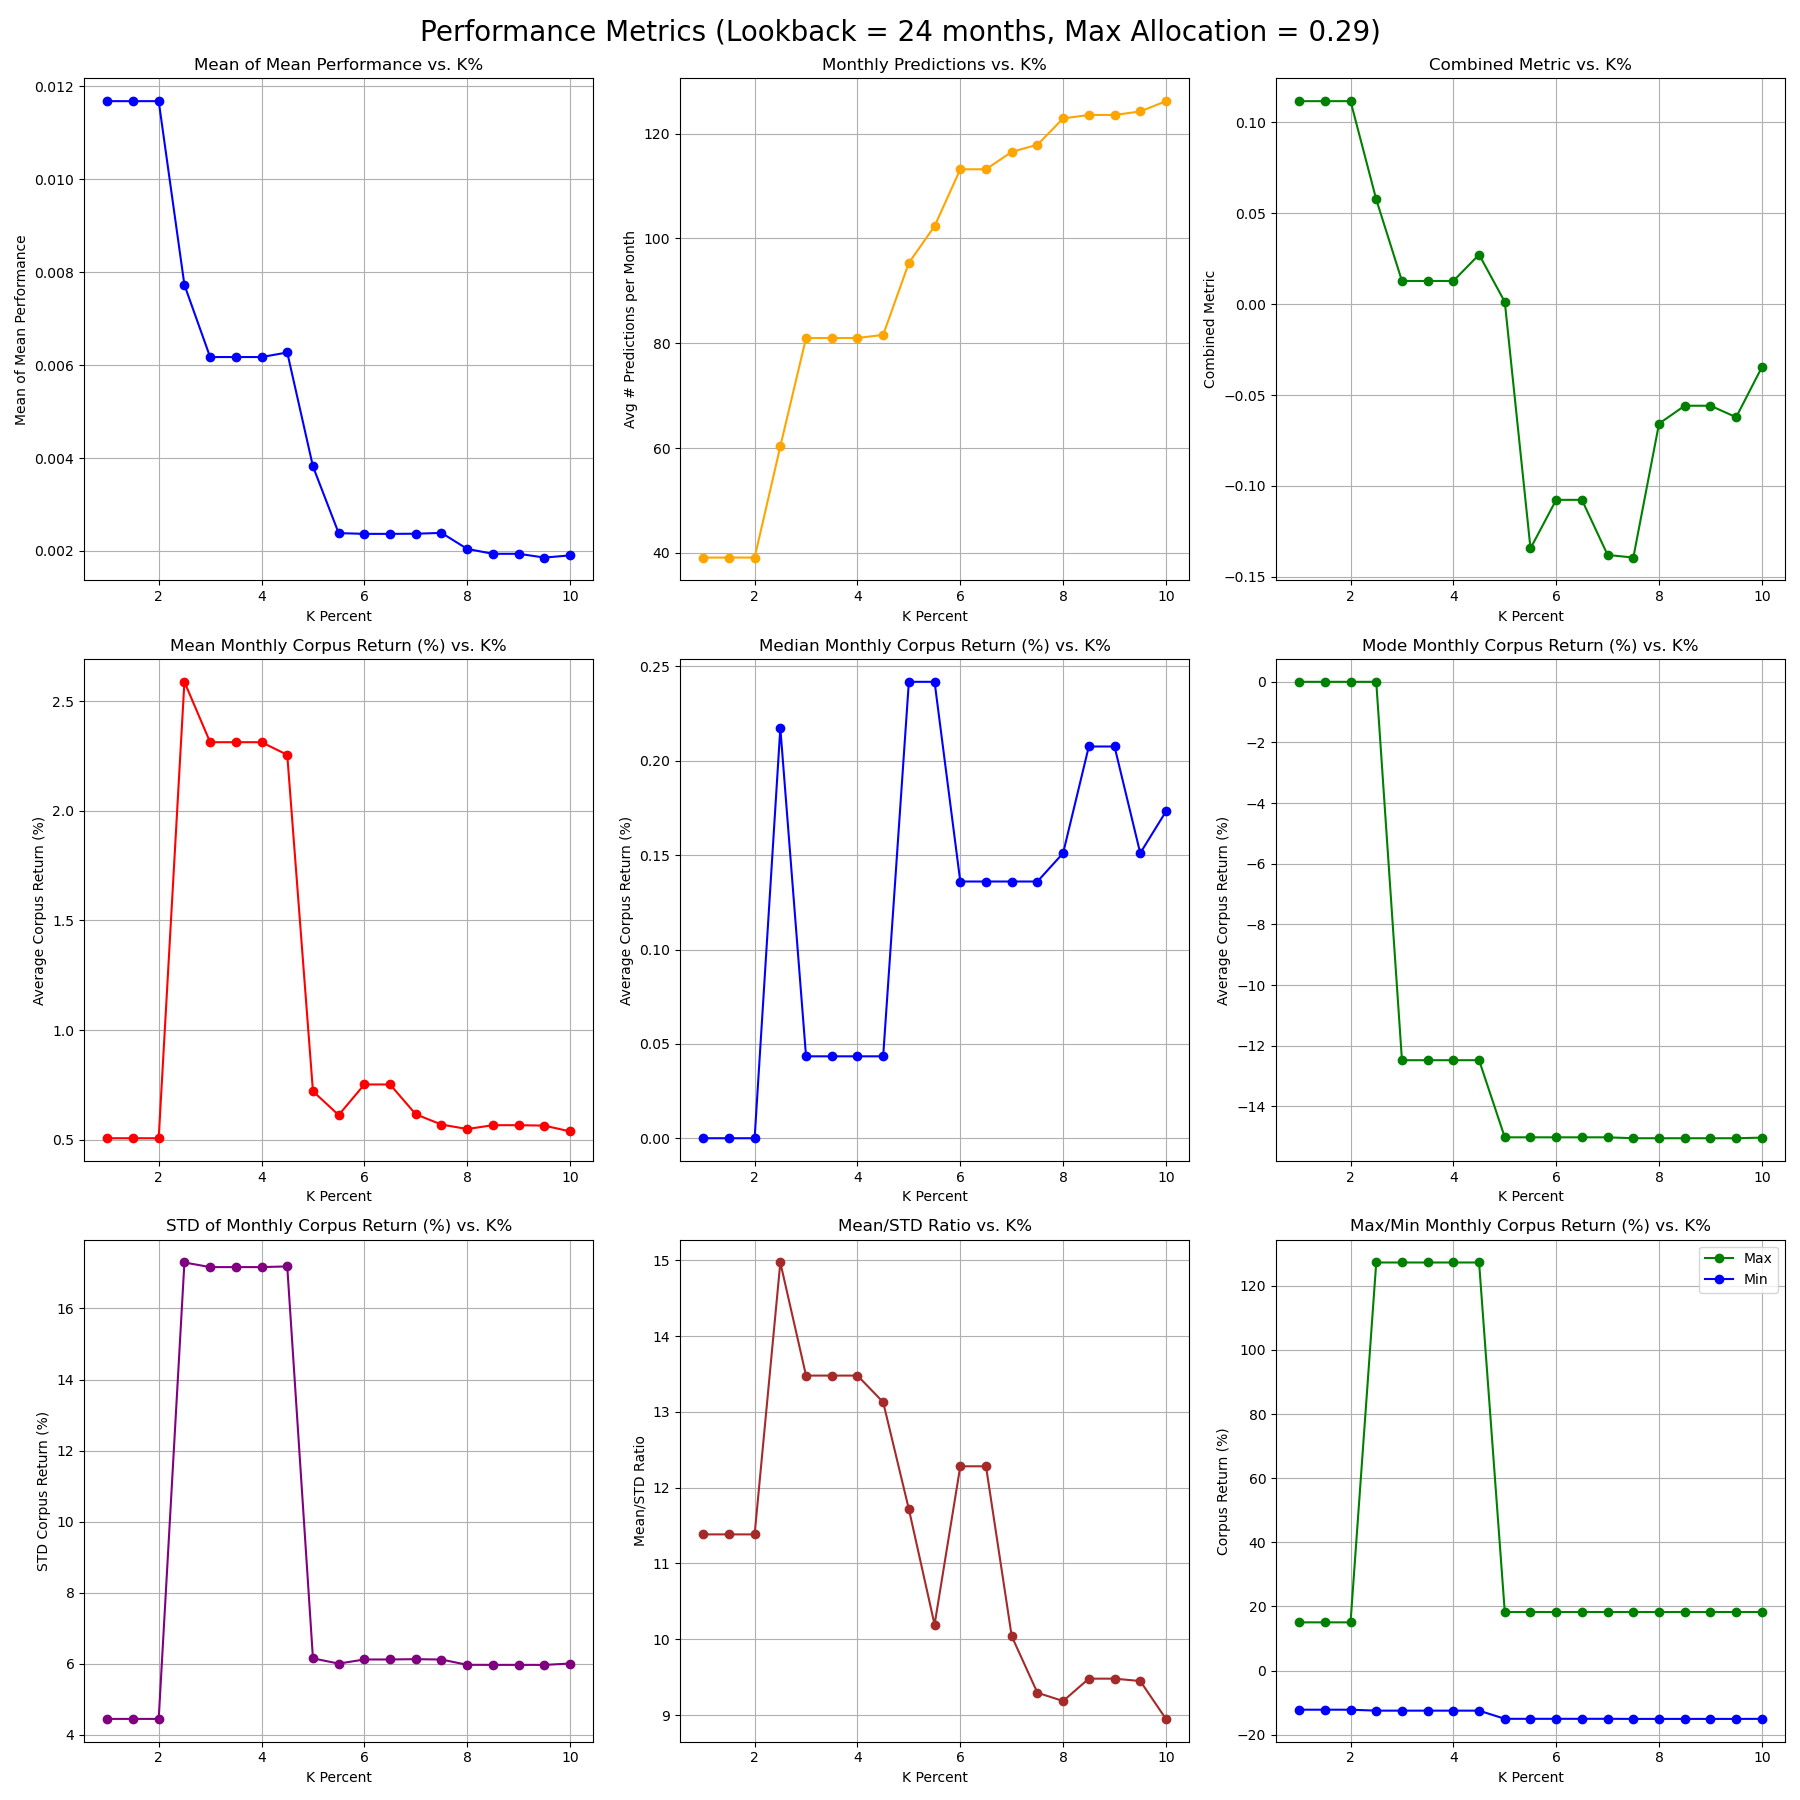 Performance Metrics (Lookback = 24 months, Max Allocation = 0.29)
Mean of Mean Performance vs. K%
Mean of Mean Performance
0.012
0.010
0.008
0.006
0.004
0.002
2 4 6 8 10
K Percent
Monthly Predictions vs. K%
Avg # Predictions per Month
120
100
80
60
40
2 4 6 8 10
K Percent
Combined Metric vs. K%
Combined Metric
0.10
0.05
0.00
−0.05
−0.10
−0.15
2 4 6 8 10
K Percent
Mean Monthly Corpus Return (%) vs. K%
Average Corpus Return (%)
2.5
2.0
1.5
1.0
0.5
2 4 6 8 10
K Percent
Median Monthly Corpus Return (%) vs. K%
Average Corpus Return (%)
0.25
0.20
0.15
0.10
0.05
0.00
2 4 6 8 10
K Percent
Mode Monthly Corpus Return (%) vs. K%
Average Corpus Return (%)
0
−2
−4
−6
−8
−10
−12
−14
2 4 6 8 10
K Percent
STD of Monthly Corpus Return (%) vs. K%
STD Corpus Return (%)
16
14
12
10
8
6
4
2 4 6 8 10
K Percent
Mean/STD Ratio vs. K%
Mean/STD Ratio
15
14
13
12
11
10
9
2 4 6 8 10
K Percent
Max/Min Monthly Corpus Return (%) vs. K%
Corpus Return (%)
Max
Min
120
100
80
60
40
20
0
−20
2 4 6 8 10
K Percent